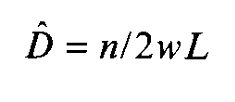 D̂ = n/2wL